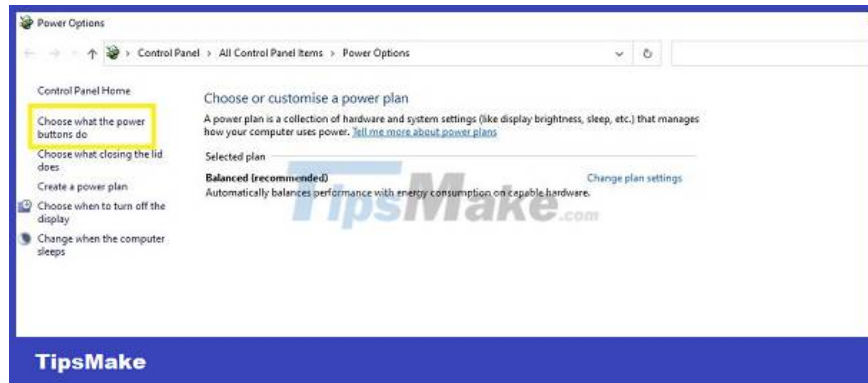 Power Options
Control Panel > All Control Panel Items > Power Options
Control Panel Home
Choose what the power
buttons do
Choose what closing the lid
does
Create a power plan
Choose when to turn off the
display
Change when the computer
sleeps
Choose or customise a power plan
A power plan is a collection of hardware and system settings (like display brightness, sleep, etc.) that manages
how your computer uses power. Tell me more about power plans
Selected plan
Balanced (recommended) Change plan settings
Automatically balances performance with energy consumption on capable hardware.
TipsMake.com
TipsMake